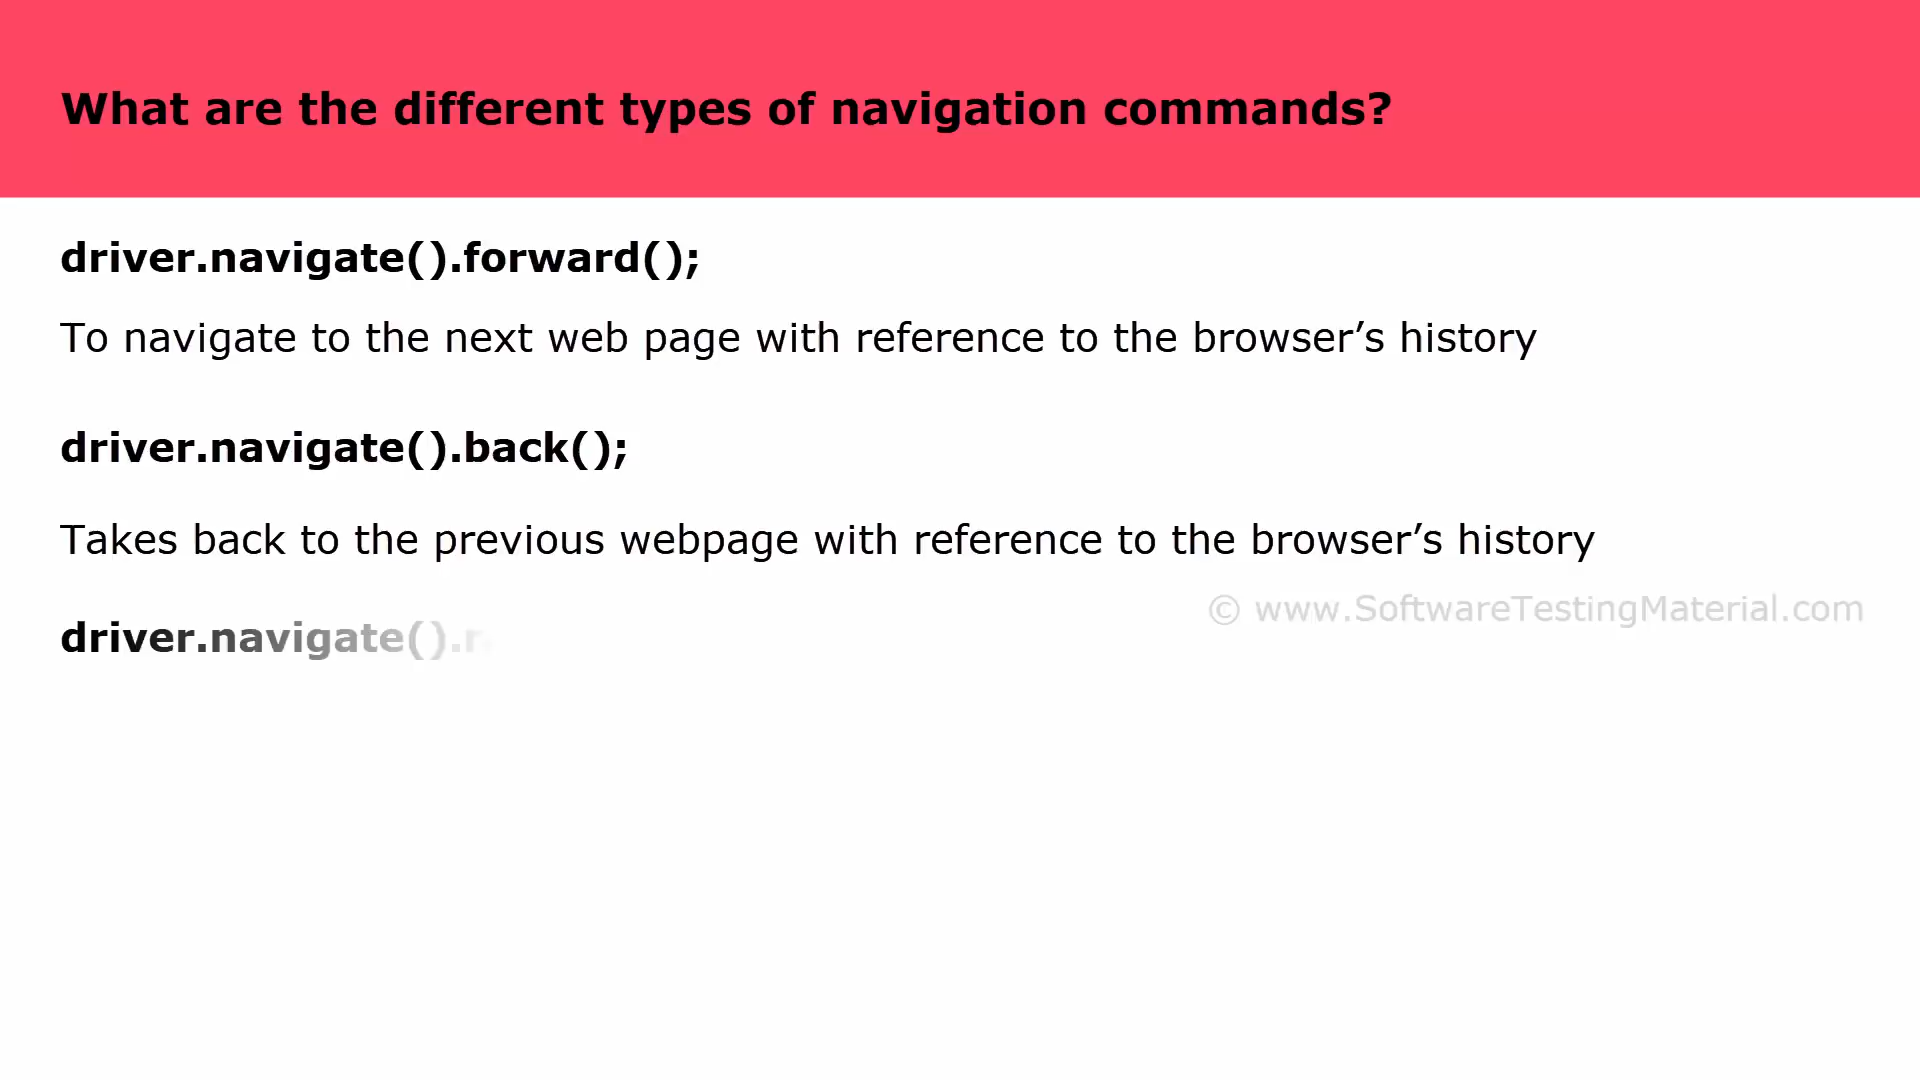 What are the different types of navigation commands?
driver.navigate().forward();
To navigate to the next web page with reference to the browser’s history
driver.navigate().back();
Takes back to the previous webpage with reference to the browser’s history
© www.SoftwareTestingMaterial.com
driver.navigate().r